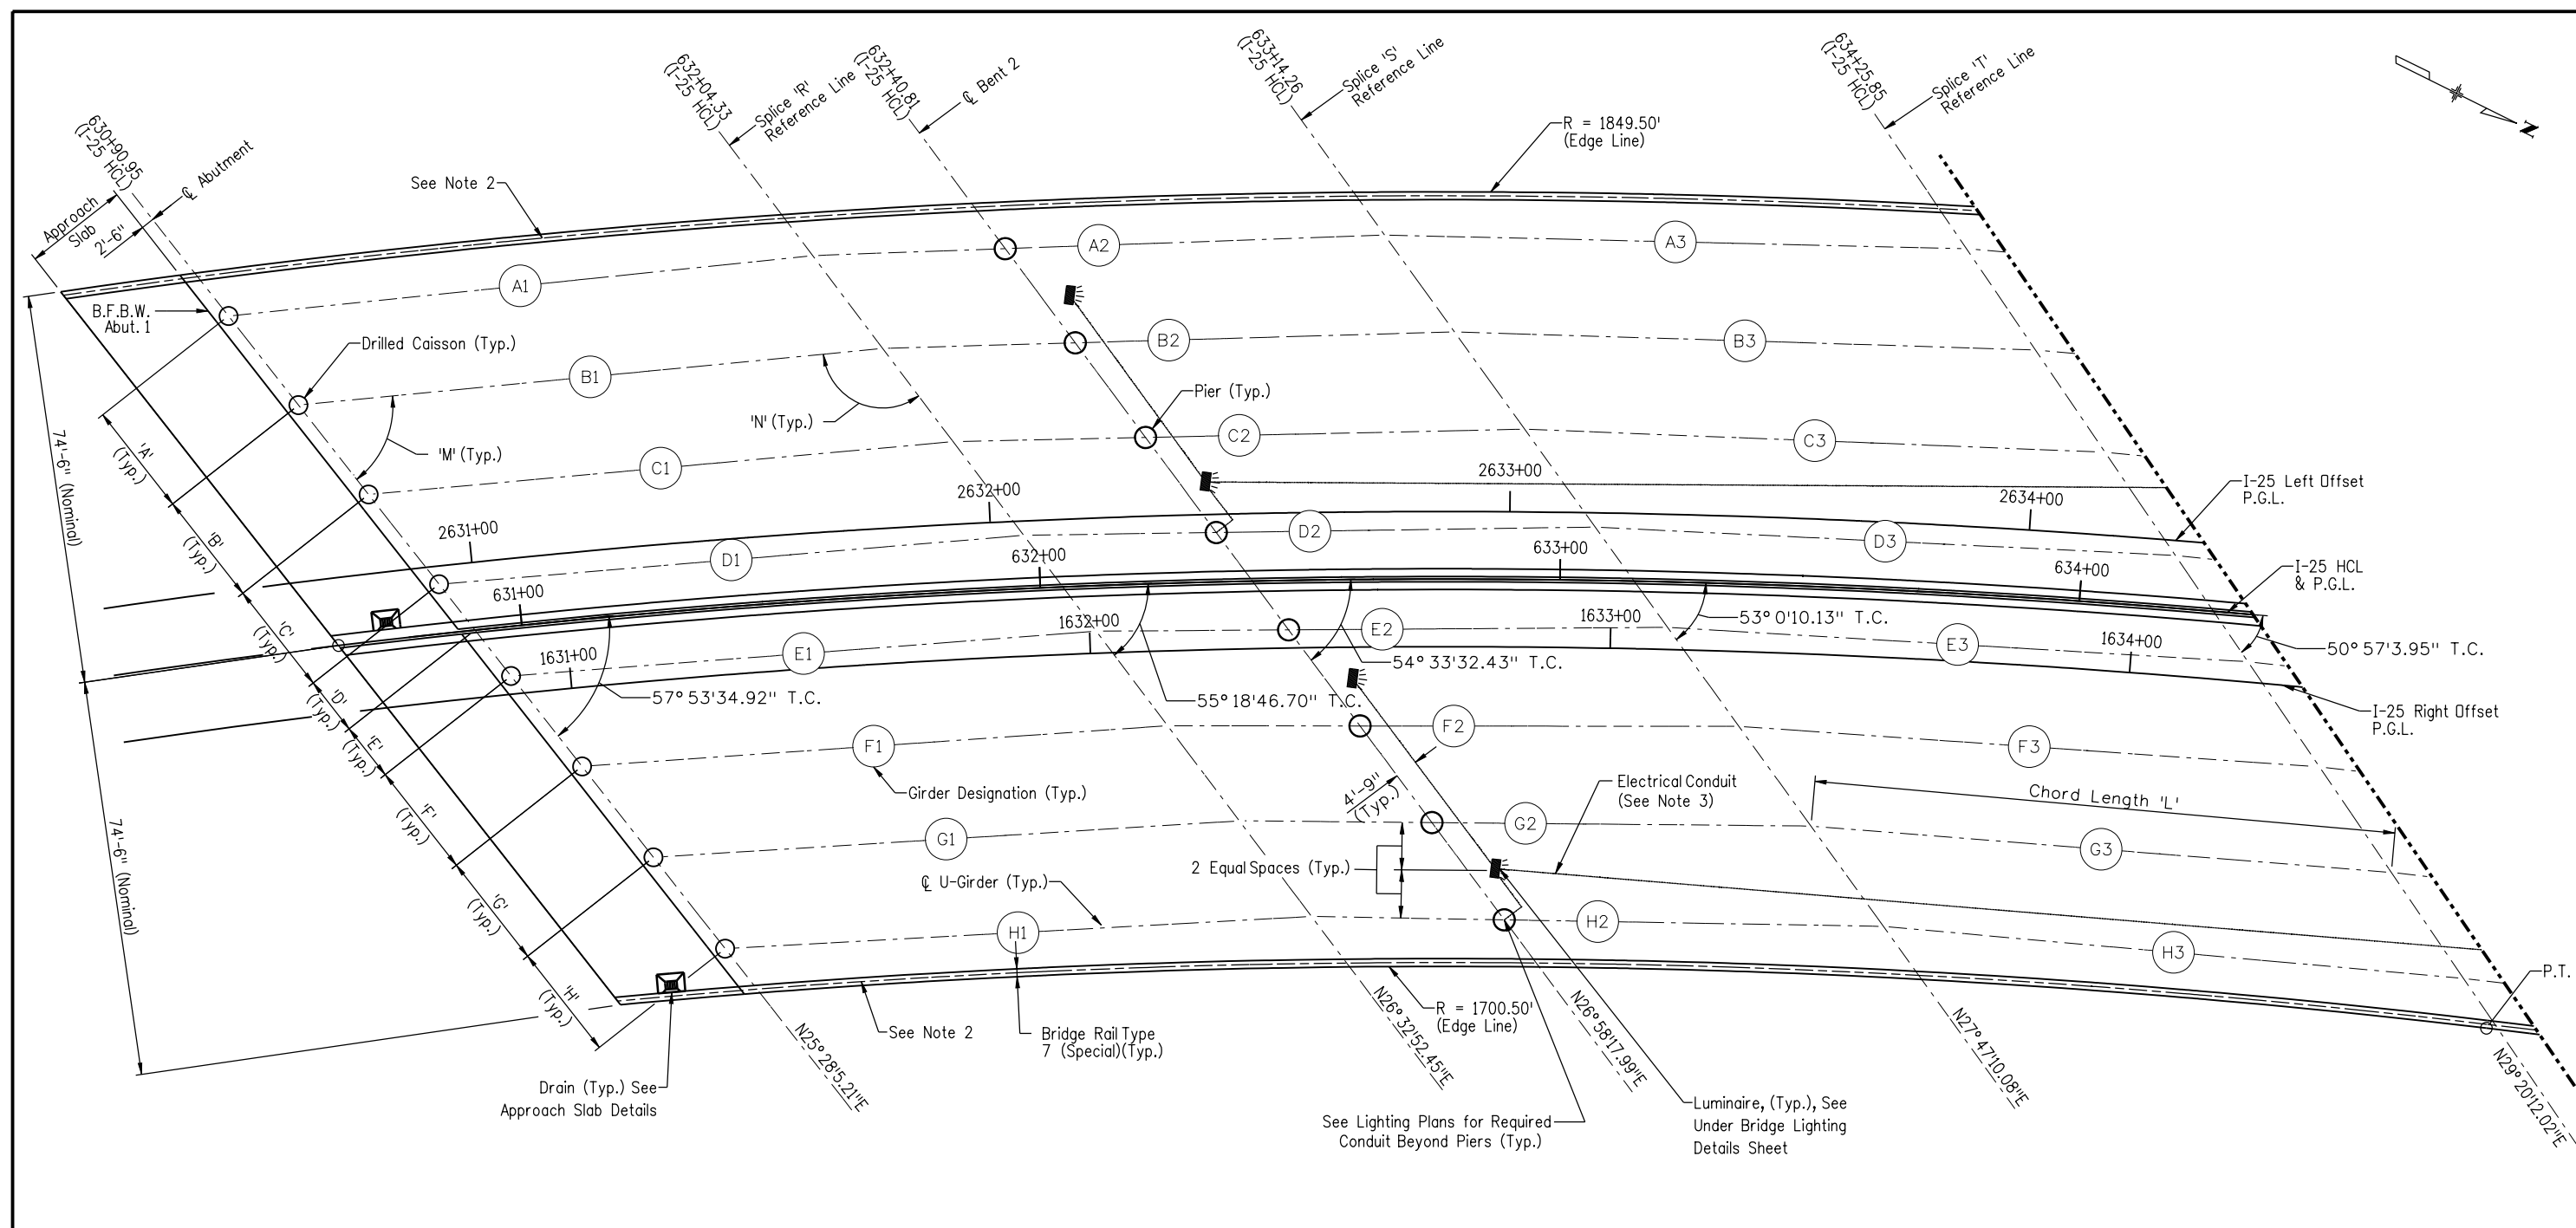 630+90.95
(I-25 HCL)
℄ Abutment
Approach
Slab
2'-6"
See Note 2
632+04.33
(I-25 HCL)
Splice 'R'
Reference Line
632+40.81
(I-25 HCL)
℄ Bent 2
633+14.26
(I-25 HCL)
Splice 'S'
Reference Line
R = 1849.50'
(Edge Line)
634+25.85
(I-25 HCL)
Splice 'T'
Reference Line
N
A1
A2
A3
B.F.B.W.
Abut. 1
Drilled Caisson (Typ.)
B1
B2
B3
'M' (Typ.)
'N' (Typ.)
Pier (Typ.)
C1
C2
C3
74'-6" (Nominal)
'A'
(Typ.)
'B'
(Typ.)
'C'
(Typ.)
'D'
(Typ.)
'E'
(Typ.)
'F'
(Typ.)
'G'
(Typ.)
'H'
(Typ.)
74'-6" (Nominal)
2631+00
2632+00
2633+00
2634+00
I-25 Left Offset
P.G.L.
D1
D2
D3
631+00
632+00
633+00
634+00
I-25 HCL
& P.G.L.
1631+00
1632+00
1633+00
1634+00
E1
E2
E3
57° 53'34.92" T.C.
55° 18'46.70" T.C.
54° 33'32.43" T.C.
53° 0'10.13" T.C.
50° 57'3.95" T.C.
I-25 Right Offset
P.G.L.
F1
F2
F3
Girder Designation (Typ.)
4'-9"
(Typ.)
Electrical Conduit
(See Note 3)
Chord Length 'L'
G1
G2
G3
2 Equal Spaces (Typ.)
℄ U-Girder (Typ.)
H1
H2
H3
P.T.
See Note 2
Bridge Rail Type
7 (Special)(Typ.)
R = 1700.50'
(Edge Line)
Drain (Typ.) See
Approach Slab Details
N25° 28'5.21"E
N26° 32'52.45"E
N26° 58'17.99"E
N27° 47'10.08"E
N29° 20'12.02"E
See Lighting Plans for Required
Conduit Beyond Piers (Typ.)
Luminaire, (Typ.), See
Under Bridge Lighting
Details Sheet